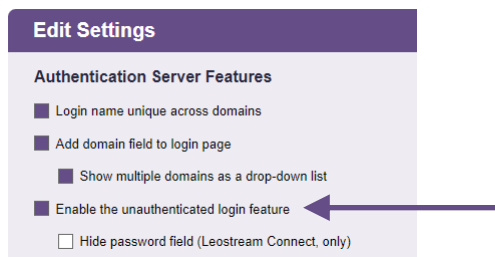 Edit Settings
Authentication Server Features
Login name unique across domains
Add domain field to login page
Show multiple domains as a drop-down list
Enable the unauthenticated login feature
Hide password field (Leostream Connect, only)